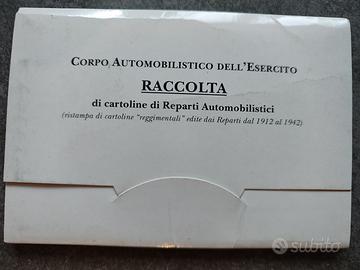 CORPO AUTOMOBILISTICO DELL'ESERCITO
RACCOLTA
di cartoline di Reparti Automobilistici
(ristampa di cartoline "reggimentali" edite dai Reparti dal 1912 al 1942)
subito